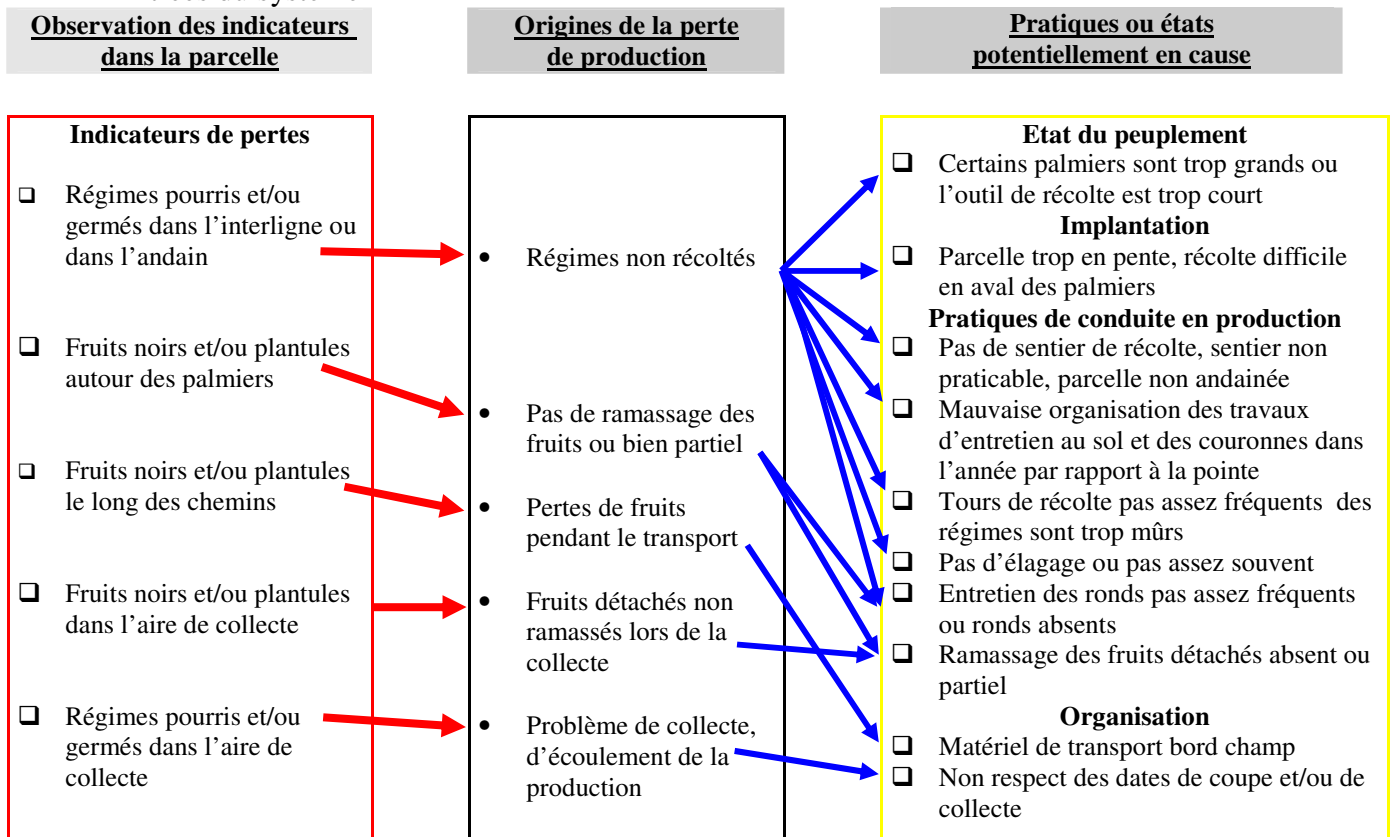 Observation des indicateurs
dans la parcelle
Origines de la perte
de production
Pratiques ou états
potentiellement en cause
Indicateurs de pertes
❑ Régimes pourris et/ou
germés dans l'interligne ou
dans l'andain
❑ Fruits noirs et/ou plantules
autour des palmiers
❑ Fruits noirs et/ou plantules
le long des chemins
❑ Fruits noirs et/ou plantules
dans l'aire de collecte
❑ Régimes pourris et/ou
germés dans l'aire de
collecte
• Régimes non récoltés
• Pas de ramassage des
fruits ou bien partiel
• Pertes de fruits
pendant le transport
• Fruits détachés non
ramassés lors de la
collecte
• Problème de collecte,
d'écoulement de la
production
Etat du peuplement
❑ Certains palmiers sont trop grands ou
l'outil de récolte est trop court
Implantation
❑ Parcelle trop en pente, récolte difficile
en aval des palmiers
Pratiques de conduite en production
❑ Pas de sentier de récolte, sentier non
praticable, parcelle non andainée
❑ Mauvaise organisation des travaux
d'entretien au sol et des couronnes dans
l'année par rapport à la pointe
❑ Tours de récolte pas assez fréquents des
régimes sont trop mûrs
❑ Pas d'élagage ou pas assez souvent
❑ Entretien des ronds pas assez fréquents
ou ronds absents
❑ Ramassage des fruits détachés absent ou
partiel
Organisation
❑ Matériel de transport bord champ
❑ Non respect des dates de coupe et/ou de
collecte